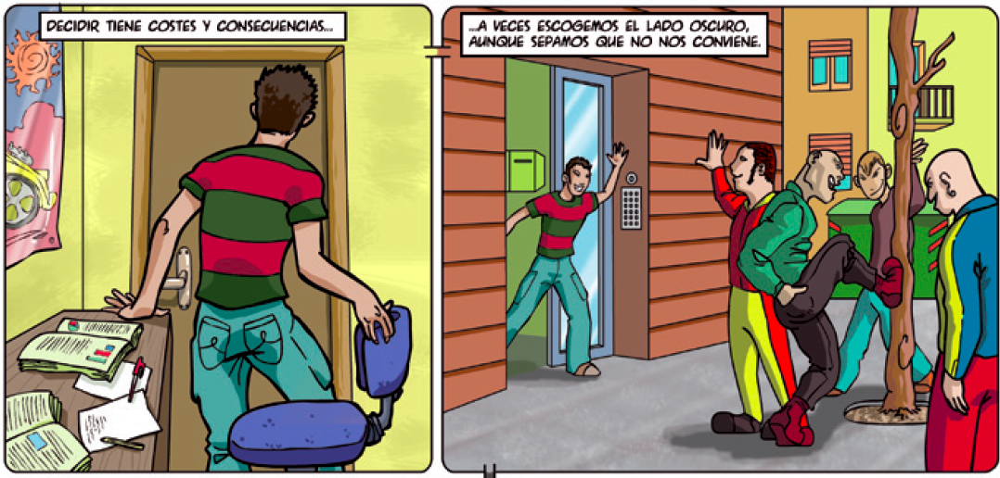 DECIDIR TIENE COSTES Y CONSECUENCIAS...
...A VECES ESCOGEMOS EL LADO OSCURO,
AUNQUE SEPAMOS QUE NO NOS CONVIENE.